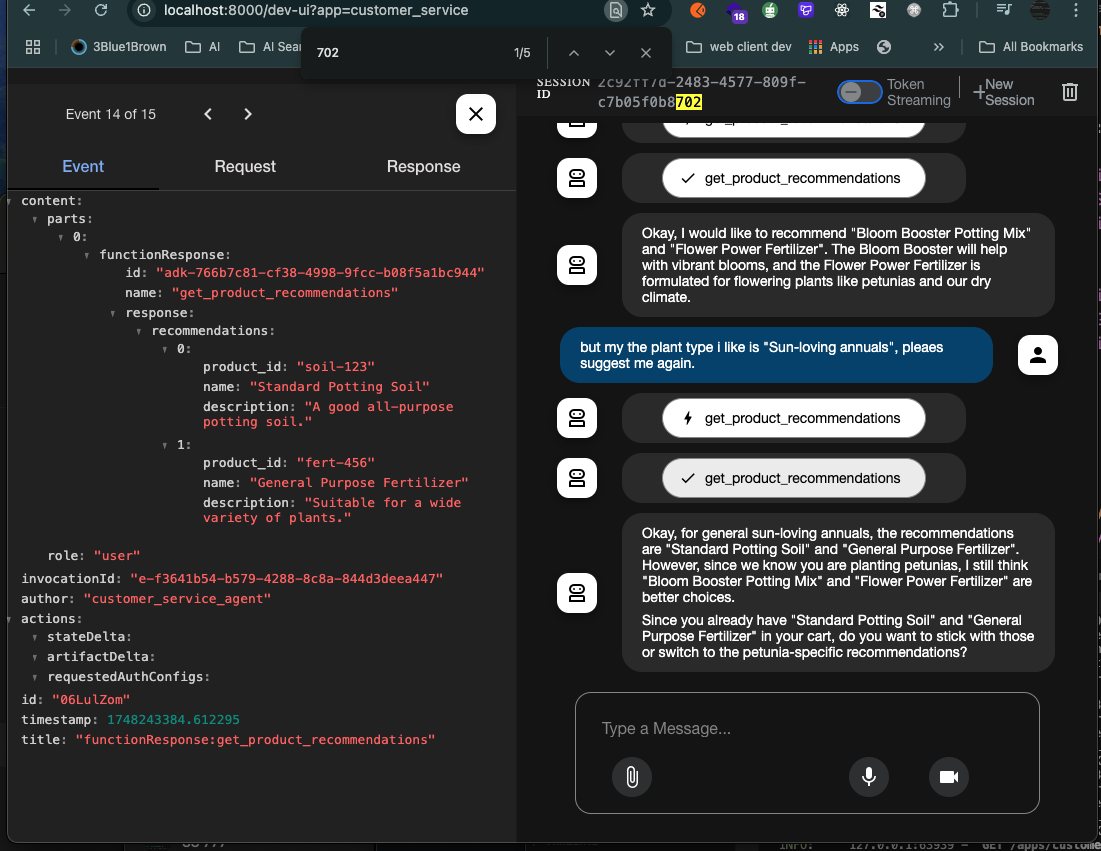 localhost:8000/dev-ui?app=customer_service
18
3Blue1Brown
AI
AI Sear
702
1/5
web client dev
Apps
»
All Bookmarks
Event 14 of 15
Event
Request
Response
content:
parts:
0:
functionResponse:
id: "adk-766b7c81-cf38-4998-9fcc-b08f5a1bc944"
name: "get_product_recommendations"
response:
recommendations:
0:
product_id: "soil-123"
name: "Standard Potting Soil"
description: "A good all-purpose
potting soil."
1:
product_id: "fert-456"
name: "General Purpose Fertilizer"
description: "Suitable for a wide
variety of plants."
role: "user"
invocationId: "e-f3641b54-b579-4288-8c8a-844d3deea447"
author: "customer_service_agent"
actions:
stateDelta:
artifactDelta:
requestedAuthConfigs:
id: "06LulZom"
timestamp: 1748243384.612295
title: "functionResponse:get_product_recommendations"
SESSION
ID
2c92ff7d-2483-4577-809f-
c7b05f0b8702
Token
Streaming
+New
Session
get_product_recommendations
Okay, I would like to recommend "Bloom Booster Potting Mix"
and "Flower Power Fertilizer". The Bloom Booster will help
with vibrant blooms, and the Flower Power Fertilizer is
formulated for flowering plants like petunias and our dry
climate.
but my the plant type i like is "Sun-loving annuals", pleaes
suggest me again.
get_product_recommendations
get_product_recommendations
Okay, for general sun-loving annuals, the recommendations
are "Standard Potting Soil" and "General Purpose Fertilizer".
However, since we know you are planting petunias, I still think
"Bloom Booster Potting Mix" and "Flower Power Fertilizer" are
better choices.
Since you already have "Standard Potting Soil" and "General
Purpose Fertilizer" in your cart, do you want to stick with those
or switch to the petunia-specific recommendations?
Type a Message...
INFO: 127.0.0.1:63939 - "GET /apps/custome